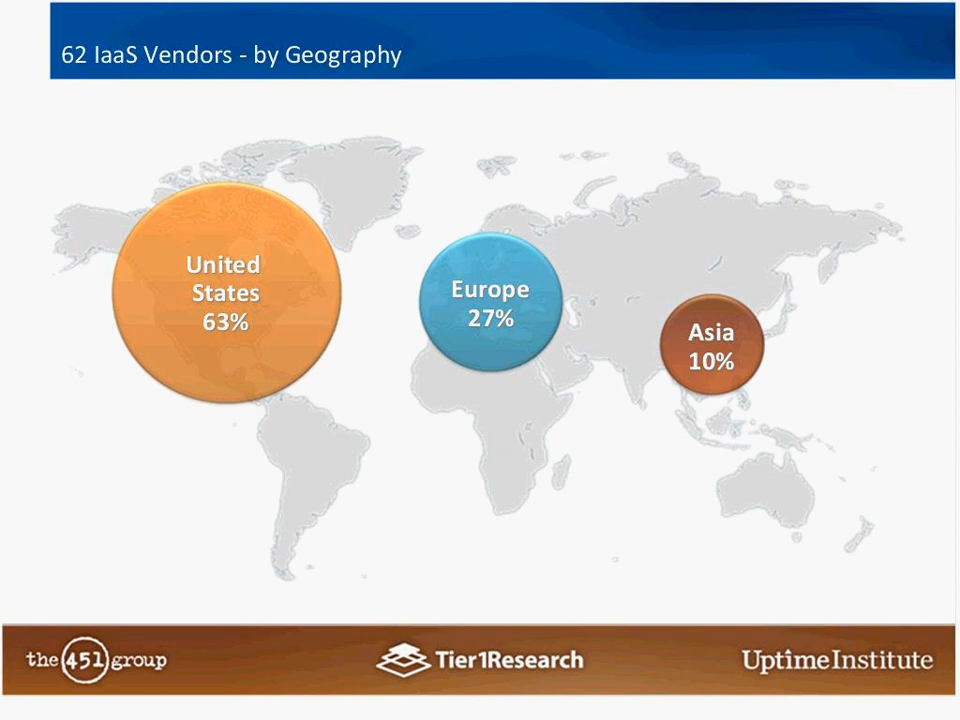 62 IaaS Vendors - by Geography
United
States
63%
Europe
27%
Asia
10%
the 451 group
Tier1Research
UptimeInstitute